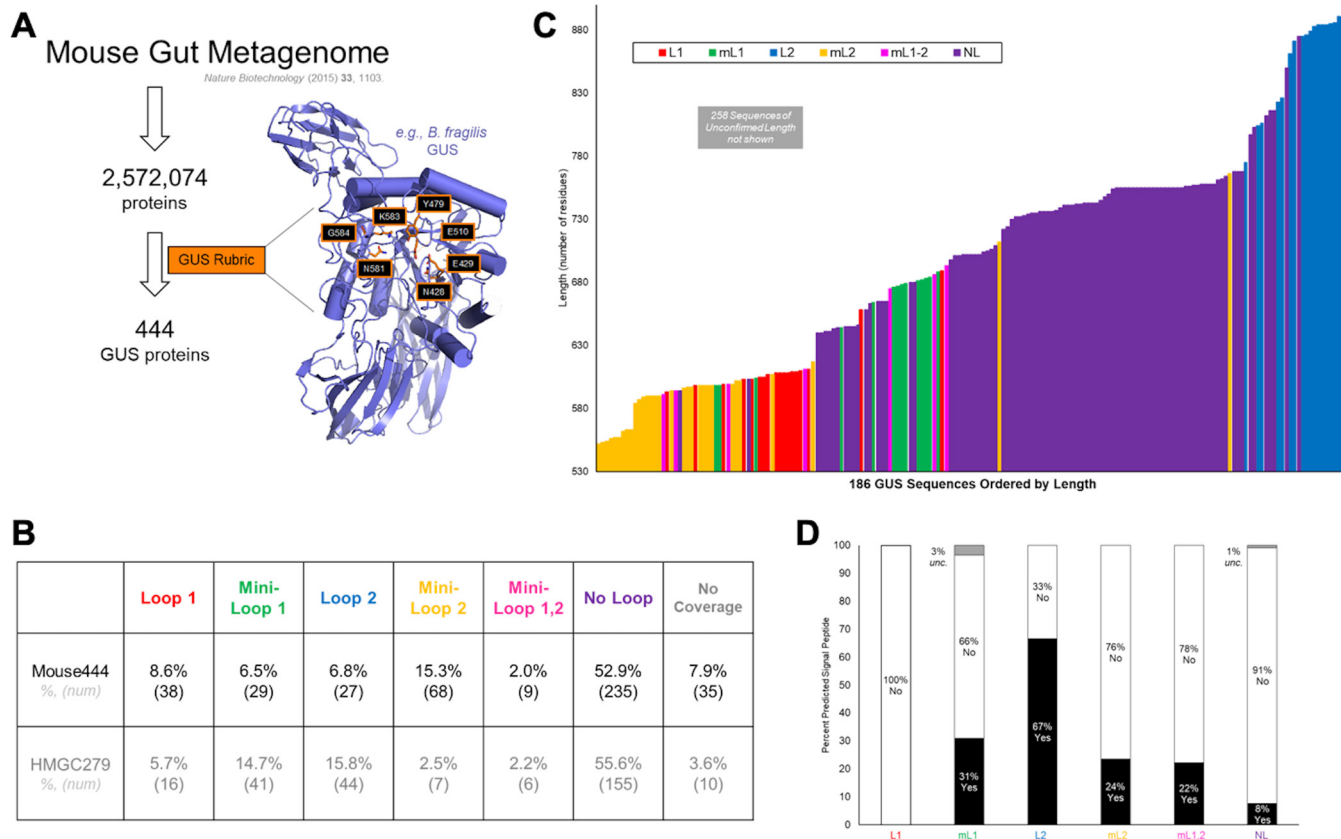 A
Mouse Gut Metagenome
Nature Biotechnology (2015) 33, 1103.
2,572,074
proteins
GUS Rubric
444
GUS proteins
e.g., B. fragilis
GUS
Y479
K583
G584
E510
N581
E429
N428
B
Loop 1
Mini-
Loop 1
Loop 2
Mini-
Loop 2
Mini-
Loop 1,2
No Loop
No
Coverage
Mouse444
%, (num)
8.6%
(38)
6.5%
(29)
6.8%
(27)
15.3%
(68)
2.0%
(9)
52.9%
(235)
7.9%
(35)
HMGC279
%, (num)
5.7%
(16)
14.7%
(41)
15.8%
(44)
2.5%
(7)
2.2%
(6)
55.6%
(155)
3.6%
(10)
C
L1 mL1 L2 mL2 mL1-2 NL
258 Sequences of
Unconfirmed Length
not shown
Length (number of residues)
880
830
780
730
680
630
580
530
186 GUS Sequences Ordered by Length
D
Percent Predicted Signal Peptide
100
90
80
70
60
50
40
30
20
10
0
100%
No
3%
unc.
66%
No
31%
Yes
33%
No
67%
Yes
76%
No
24%
Yes
78%
No
22%
Yes
1%
unc.
91%
No
8%
Yes
L1 mL1 L2 mL2 mL1,2 NL